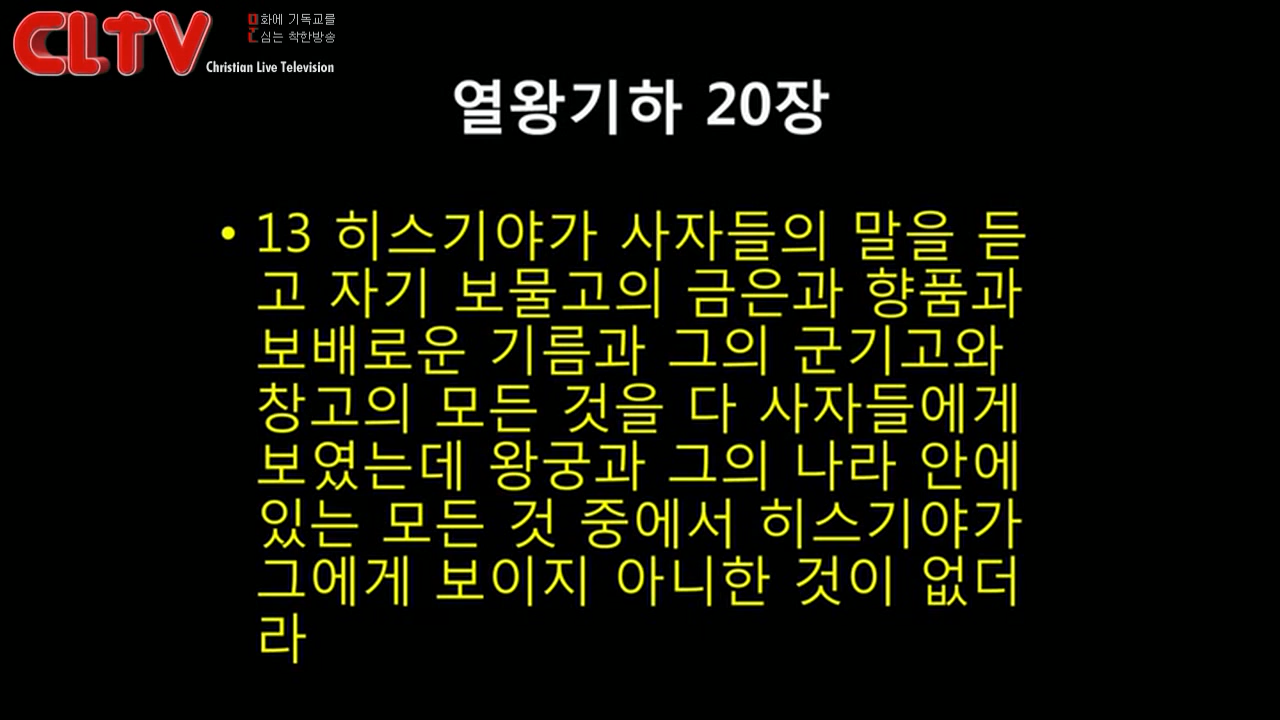 CLTV
문화에 기독교를
심는 착한방송
Christian Live Television
열왕기하 20장
• 13 히스기야가 사자들의 말을 듣
고 자기 보물고의 금은과 향품과
보배로운 기름과 그의 군기고와
창고의 모든 것을 다 사자들에게
보였는데 왕궁과 그의 나라 안에
있는 모든 것 중에서 히스기야가
그에게 보이지 아니한 것이 없더
라